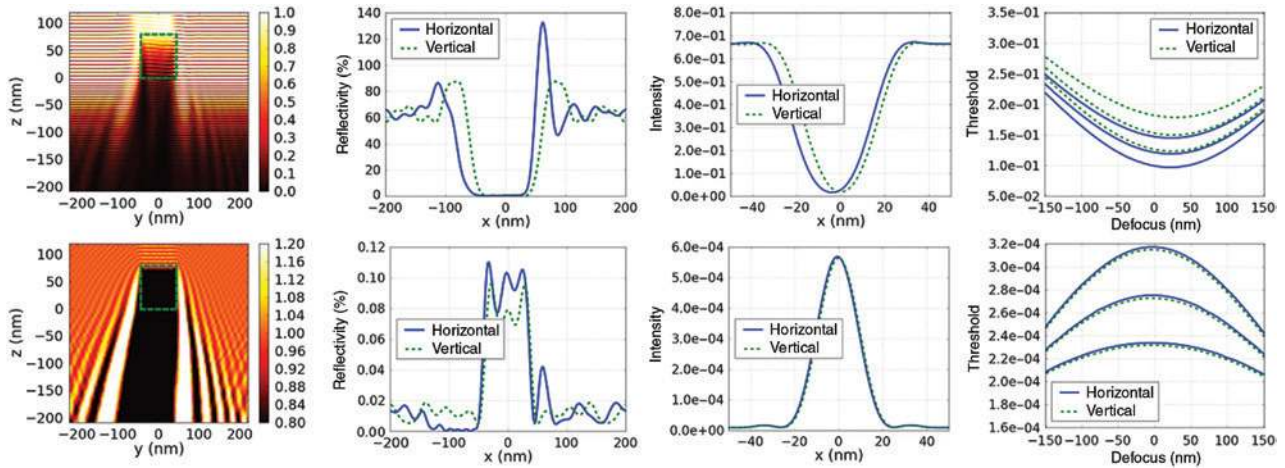 100
50
0
−50
−100
−150
−200
z (nm)
−200 −100 0 100 200
y (nm)
1.0
0.9
0.8
0.7
0.6
0.5
0.4
0.3
0.2
0.1
0.0
140
120
100
80
60
40
20
0
Reflectivity (%)
Horizontal
Vertical
−200 −100 0 100 200
x (nm)
8.0e−01
7.0e−01
6.0e−01
5.0e−01
4.0e−01
3.0e−01
2.0e−01
1.0e−01
0.0e+00
Intensity
Horizontal
Vertical
−40 −20 0 20 40
x (nm)
3.5e−01
3.0e−01
2.5e−01
2.0e−01
1.5e−01
1.0e−01
5.0e−02
Threshold
Horizontal
Vertical
−150 −100 −50 0 50 100 150
Defocus (nm)
100
50
0
−50
−100
−150
−200
z (nm)
−200 −100 0 100 200
y (nm)
1.20
1.16
1.12
1.08
1.04
1.00
0.96
0.92
0.88
0.84
0.80
0.12
0.10
0.08
0.06
0.04
0.02
0.00
Reflectivity (%)
Horizontal
Vertical
−200 −100 0 100 200
x (nm)
6.0e−04
5.0e−04
4.0e−04
3.0e−04
2.0e−04
1.0e−04
0.0e+00
Intensity
Horizontal
Vertical
−40 −20 0 20 40
x (nm)
3.2e−04
3.0e−04
2.8e−04
2.6e−04
2.4e−04
2.2e−04
2.0e−04
1.8e−04
1.6e−04
Threshold
Horizontal
Vertical
−150 −100 −50 0 50 100 150
Defocus (nm)